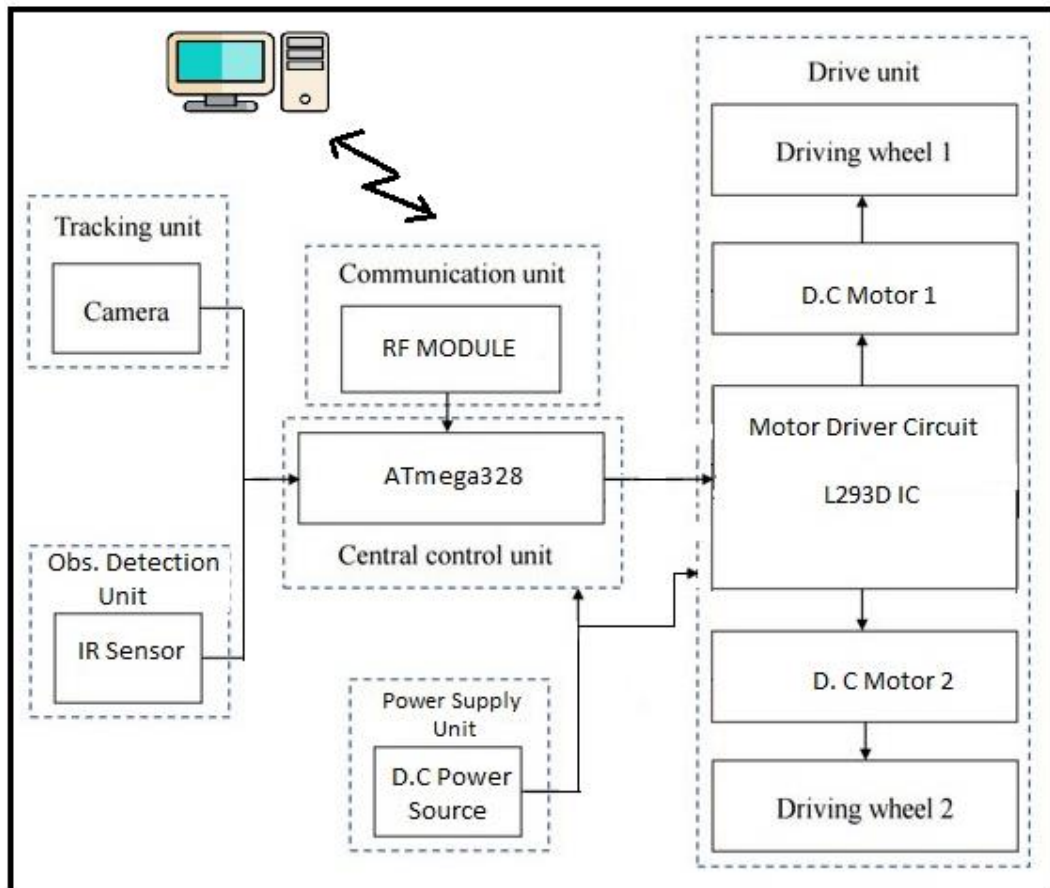 Tracking unit
Camera
Obs. Detection
Unit
IR Sensor
Communication unit
RF MODULE
ATmega328
Central control unit
Power Supply
Unit
D.C Power
Source
Drive unit
Driving wheel 1
D.C Motor 1
Motor Driver Circuit
L293D IC
D. C Motor 2
Driving wheel 2